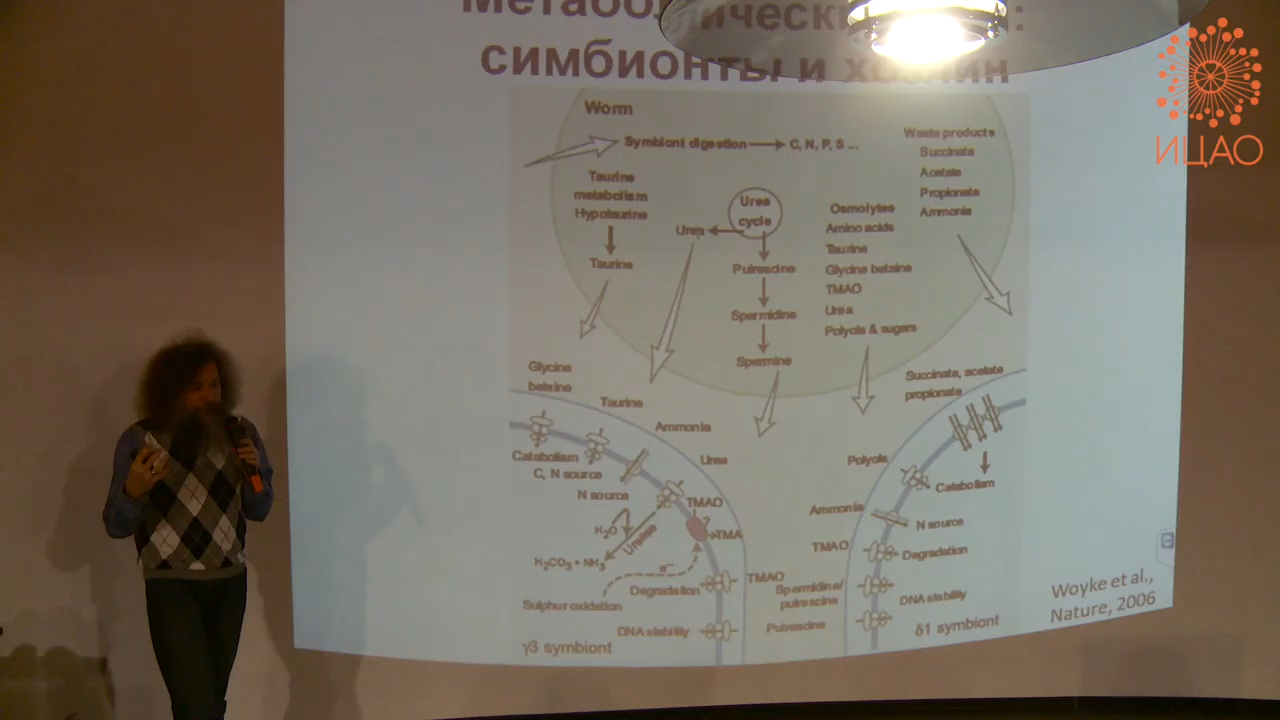 симбионты и
ИЦАО
Worm
Symbiont digestion
C, N, P, S ...
Waste products
Succinate
Acetate
Propionate
Ammonia
Taurine
metabolism
Hypotaurine
Taurine
Urea
cycle
Urea
Putrescine
Spermidine
Spermine
Osmolytes
Amino acids
Taurine
Glycine betaine
TMAO
Urea
Polyols & sugars
Glycine
betaine
Taurine
Ammonia
Urea
Catabolism
C, N source
N source
TMAO
?
TMA
H₂O
Urease
H₂CO₃ + NH₃
e⁻
Sulphur oxidation
Degradation
TMAO
DNA stability
Spermidine/
putrescine
Putrescine
γ3 symbiont
Succinate, acetate
propionate
Polyols
Catabolism
Ammonia
N source
TMAO
Degradation
DNA stability
δ1 symbiont
Woyke et al.,
Nature, 2006